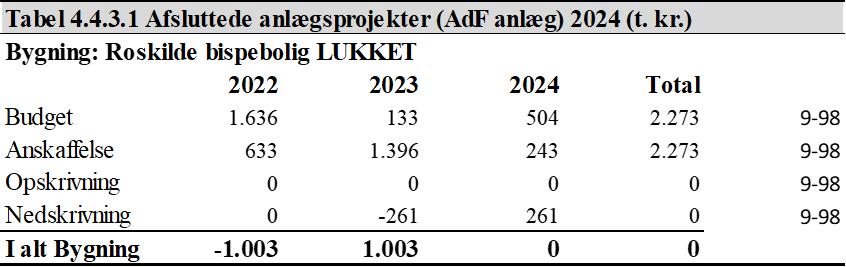 Tabel 4.4.3.1 Afsluttede anlægsprojekter (AdF anlæg) 2024 (t. kr.)
Bygning: Roskilde bispebolig LUKKET
2022 2023 2024 Total
Budget 1.636 133 504 2.273 9-98
Anskaffelse 633 1.396 243 2.273 9-98
Opskrivning 0 0 0 0 9-98
Nedskrivning 0 -261 261 0 9-98
I alt Bygning -1.003 1.003 0 0